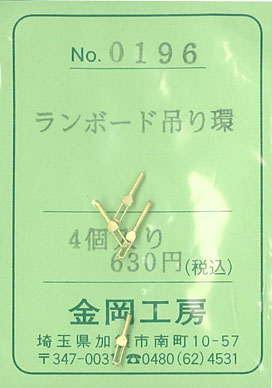 No. 0196
ランボード吊り環
4個 り
630円(税込)
金岡工房
埼玉県加 市南町10-57
〒347-003 ☎0480(62)4531